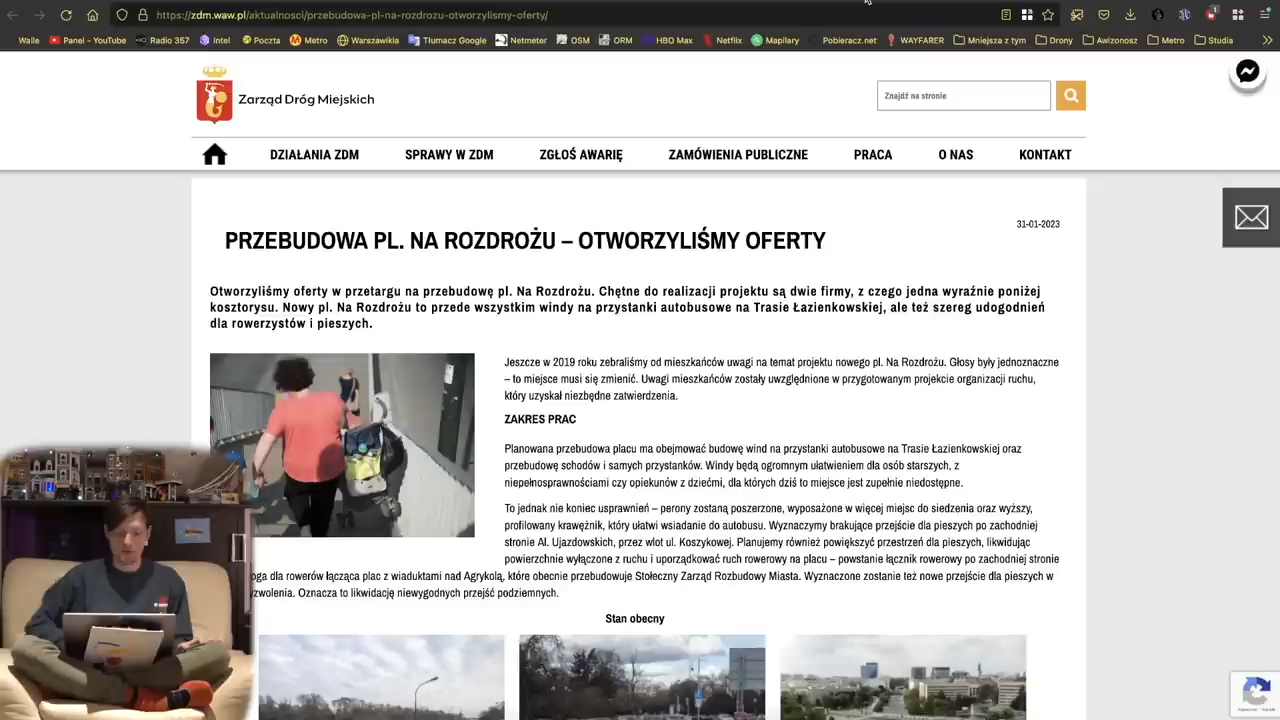 https://zdm.waw.pl/aktualnosci/przebudowa-pl-na-rozdrozu-otworzylismy-oferty/
Walle Panel - YouTube Radio 357 Intel Poczta Metro Warszawikia Tłumacz Google Netmeter OSM ORM HBO Max Netflix Mapilary Pobieracz.net WAYFARER Mniejsza z tym Drony Awizonosz Metro Studia
Zarząd Dróg Miejskich
Znajdź na stronie
DZIAŁANIA ZDM SPRAWY W ZDM ZGŁOŚ AWARIĘ ZAMÓWIENIA PUBLICZNE PRACA O NAS KONTAKT
31-01-2023
PRZEBUDOWA PL. NA ROZDROŻU – OTWORZYLIŚMY OFERTY
Otworzyliśmy oferty w przetargu na przebudowę pl. Na Rozdrożu. Chętne do realizacji projektu są dwie firmy, z czego jedna wyraźnie poniżej
kosztorysu. Nowy pl. Na Rozdrożu to przede wszystkim windy na przystanki autobusowe na Trasie Łazienkowskiej, ale też szereg udogodnień
dla rowerzystów i pieszych.
Jeszcze w 2019 roku zebraliśmy od mieszkańców uwagi na temat projektu nowego pl. Na Rozdrożu. Głosy były jednoznaczne
– to miejsce musi się zmienić. Uwagi mieszkańców zostały uwzględnione w przygotowanym projekcie organizacji ruchu,
który uzyskał niezbędne zatwierdzenia.
ZAKRES PRAC
Planowana przebudowa placu ma obejmować budowę wind na przystanki autobusowe na Trasie Łazienkowskiej oraz
przebudowę schodów i samych przystanków. Windy będą ogromnym ułatwieniem dla osób starszych, z
niepełnosprawnościami czy opiekunów z dziećmi, dla których dziś to miejsce jest zupełnie niedostępne.
To jednak nie koniec usprawnień – perony zostaną poszerzone, wyposażone w więcej miejsc do siedzenia oraz wyższy,
profilowany krawężnik, który ułatwi wsiadanie do autobusu. Wyznaczymy brakujące przejście dla pieszych po zachodniej
stronie Al. Ujazdowskich, przez wlot ul. Koszykowej. Planujemy również powiększyć przestrzeń dla pieszych, likwidując
powierzchnie wyłączone z ruchu i uporządkować ruch rowerowy na placu – powstanie łącznik rowerowy po zachodniej stronie
oga dla rowerów łącząca plac z wiaduktami nad Agrykolą, które obecnie przebudowuje Stołeczny Zarząd Rozbudowy Miasta. Wyznaczone zostanie też nowe przejście dla pieszych w
zwolenia. Oznacza to likwidację niewygodnych przejść podziemnych.
Stan obecny